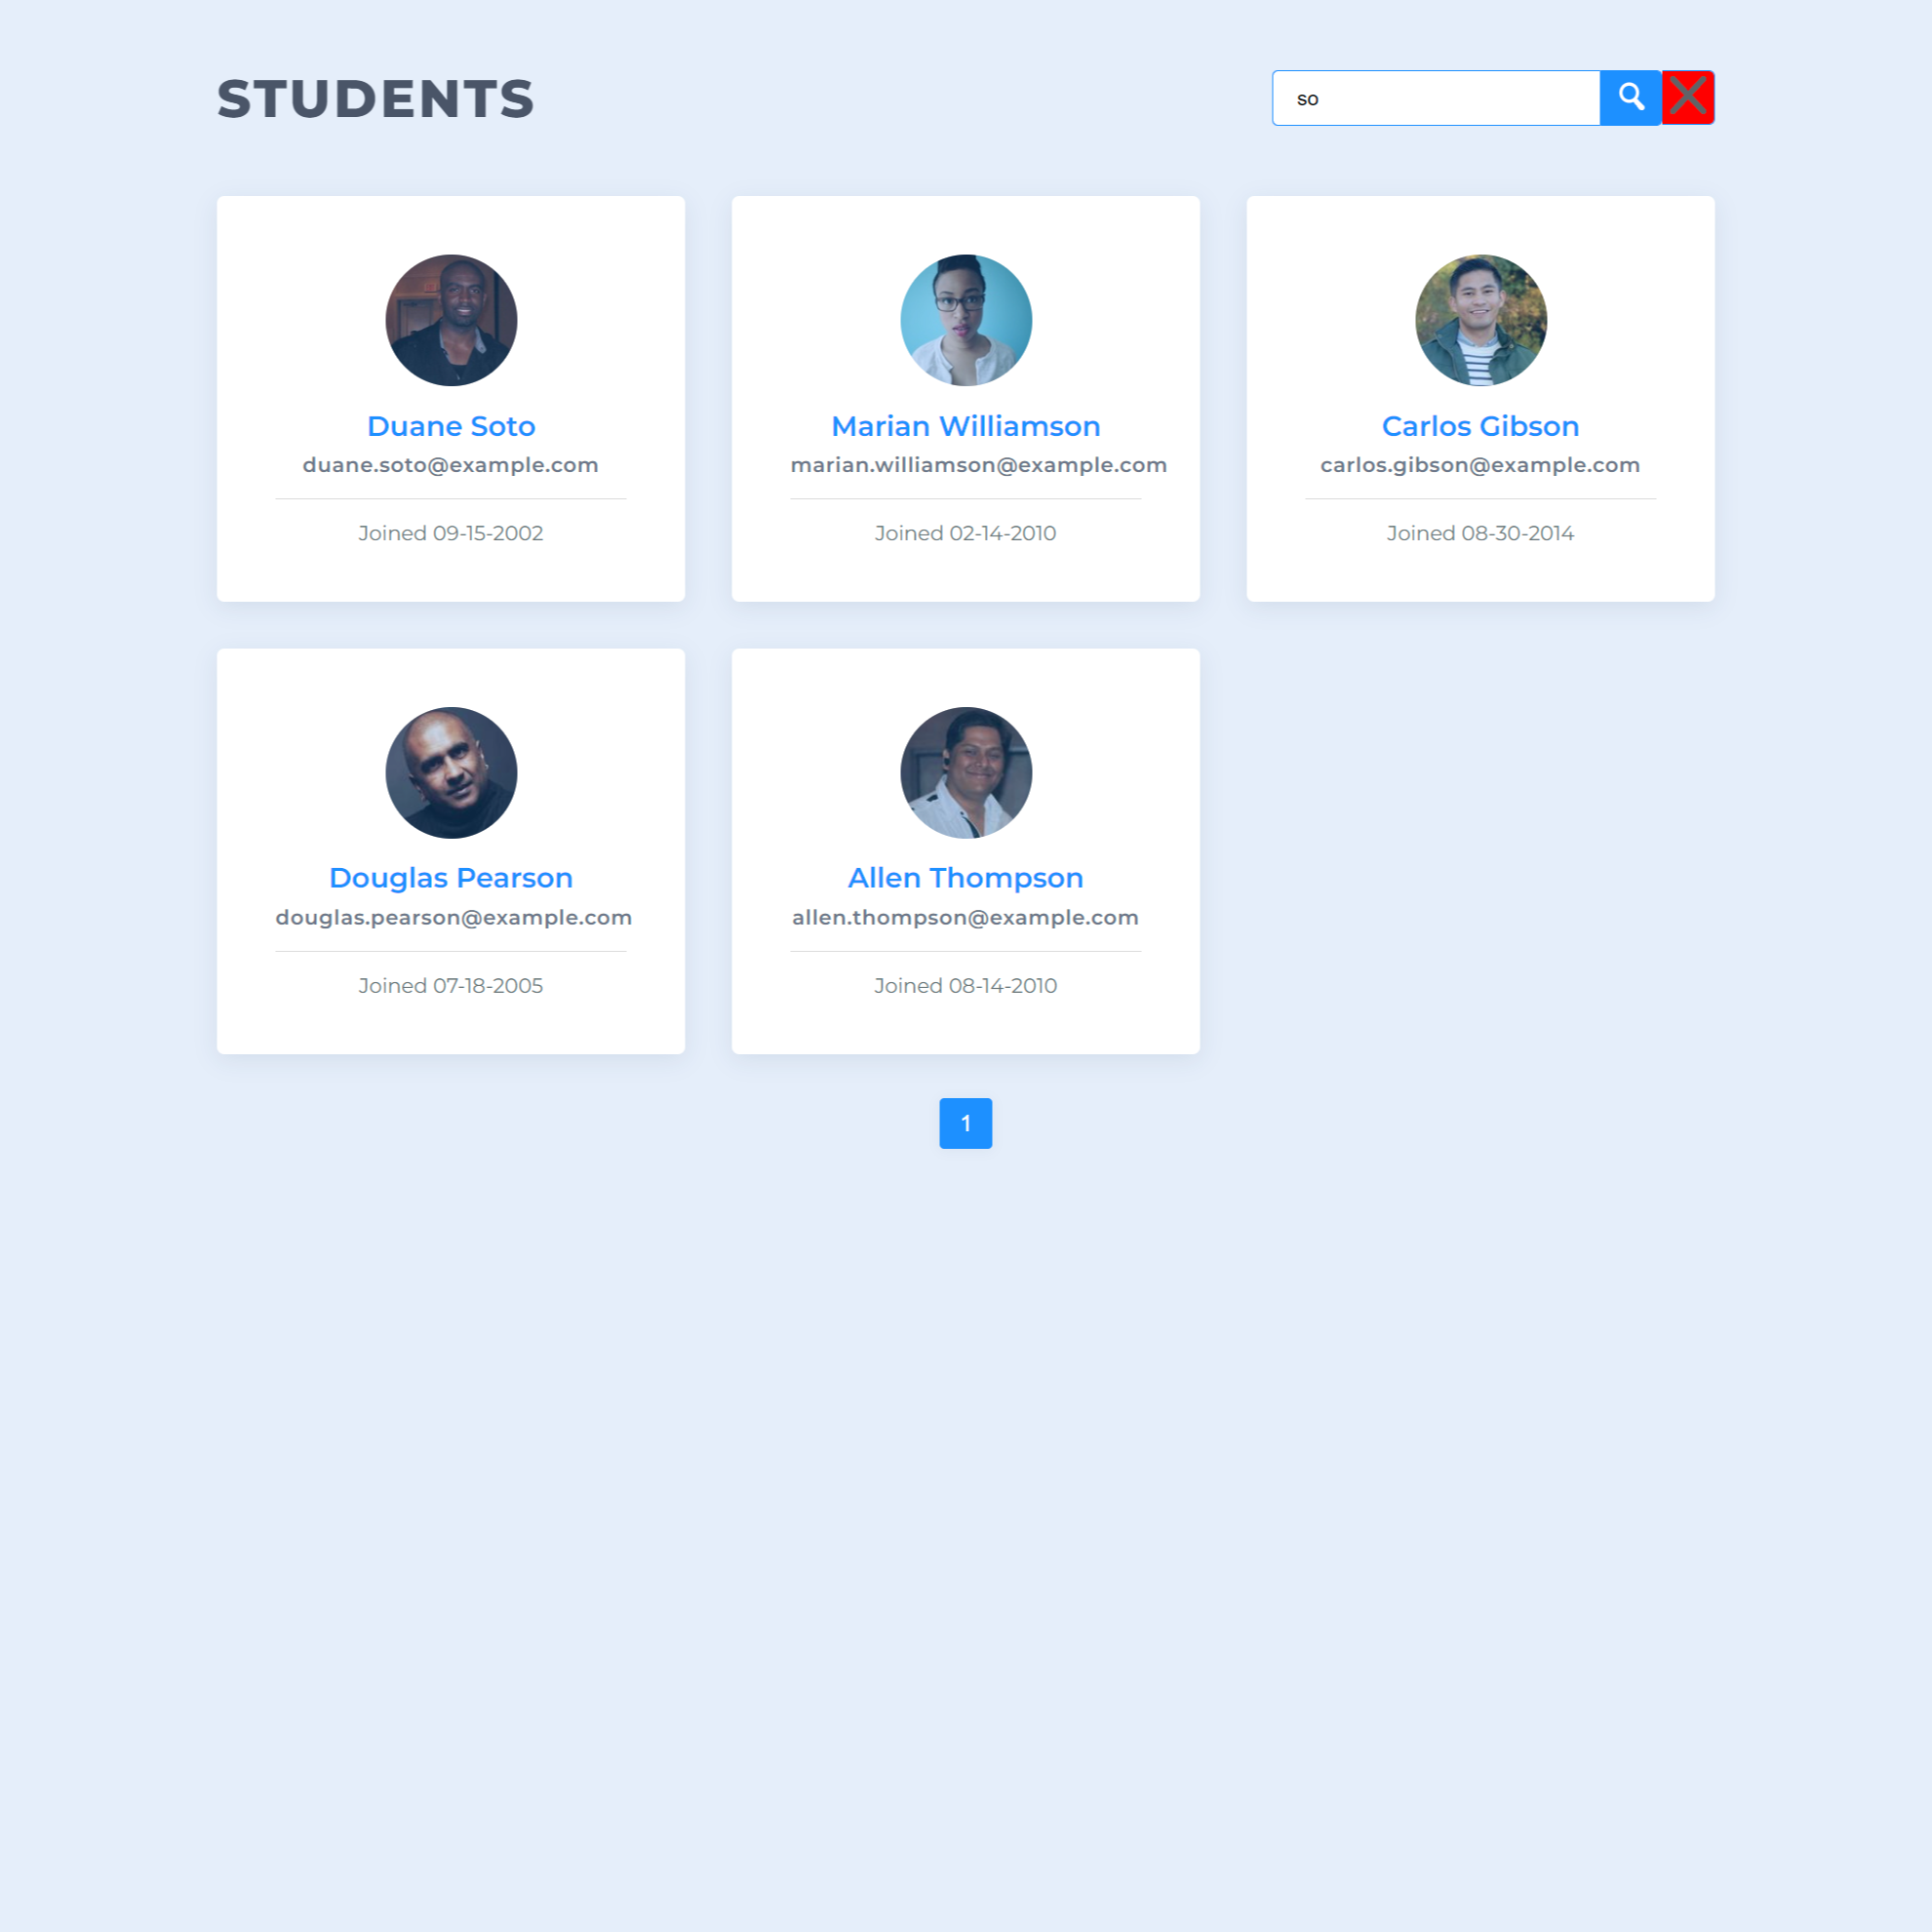 STUDENTS
so
Duane Soto
duane.soto@example.com
Joined 09-15-2002
Marian Williamson
marian.williamson@example.com
Joined 02-14-2010
Carlos Gibson
carlos.gibson@example.com
Joined 08-30-2014
Douglas Pearson
douglas.pearson@example.com
Joined 07-18-2005
Allen Thompson
allen.thompson@example.com
Joined 08-14-2010
1